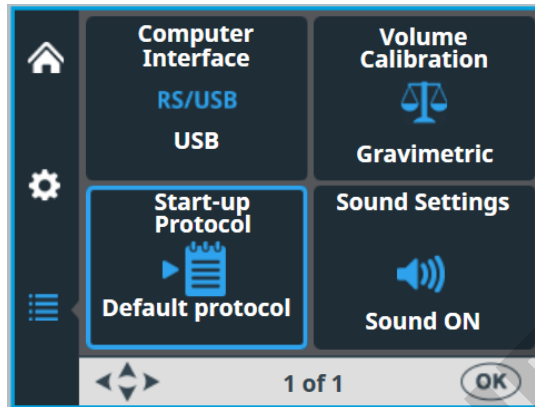 Computer
Interface
RS/USB
USB
Volume
Calibration
Gravimetric
Start-up
Protocol
Default protocol
Sound Settings
Sound ON
1 of 1
OK